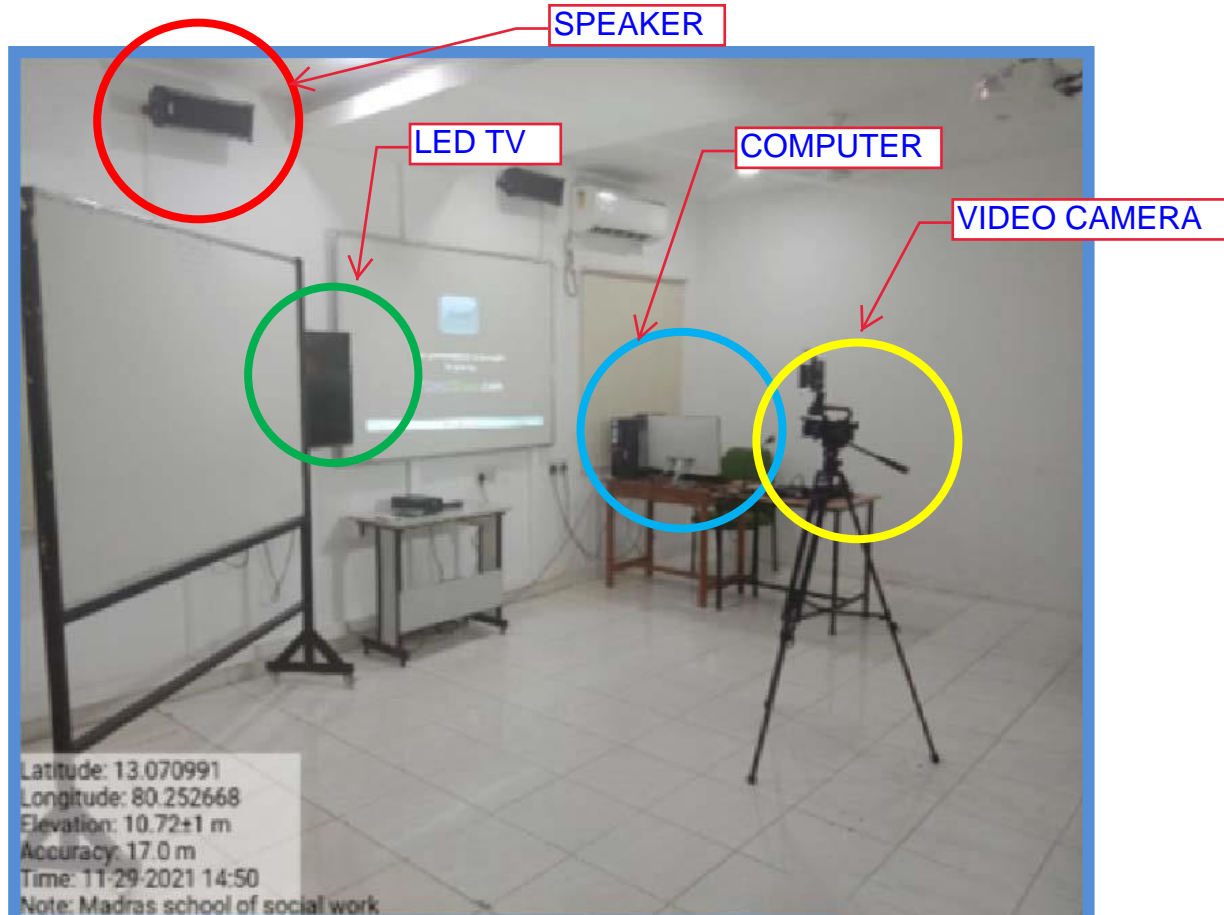 SPEAKER
LED TV
COMPUTER
VIDEO CAMERA
Latitude: 13.070991
Longitude: 80.252668
Elevation: 10.72±1 m
Accuracy: 17.0 m
Time: 11-29-2021 14:50
Note: Madras school of social work